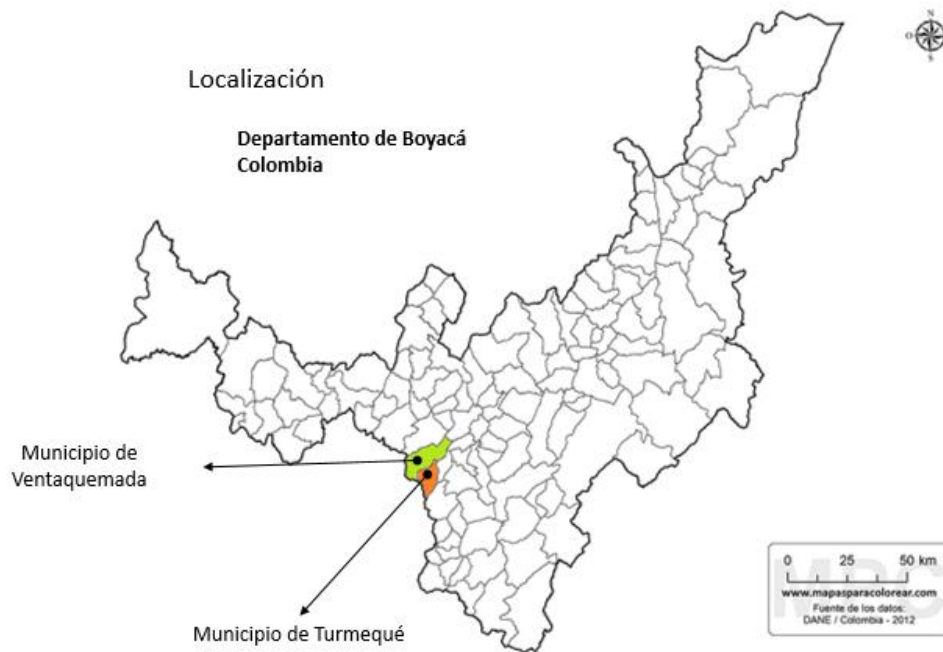 Localización
Departamento de Boyacá
Colombia
N
O
S
Municipio de
Ventaquemada
Municipio de Turmequé
0 25 50 km
MPC
www.mapasparacolorear.com
Fuente de los datos:
DANE / Colombia - 2012